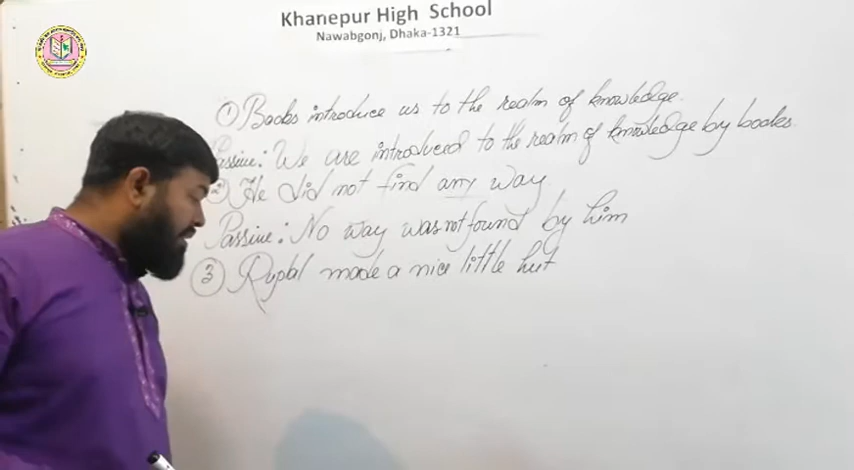 Khanepur High School
Nawabgonj, Dhaka-1321
① Books introduce us to the realm of knowledge.
Passive: We are introduced to the realm of knowledge by books.
② He did not find any way
Passive: No way was not found by him
③ Rupal made a nice little hut